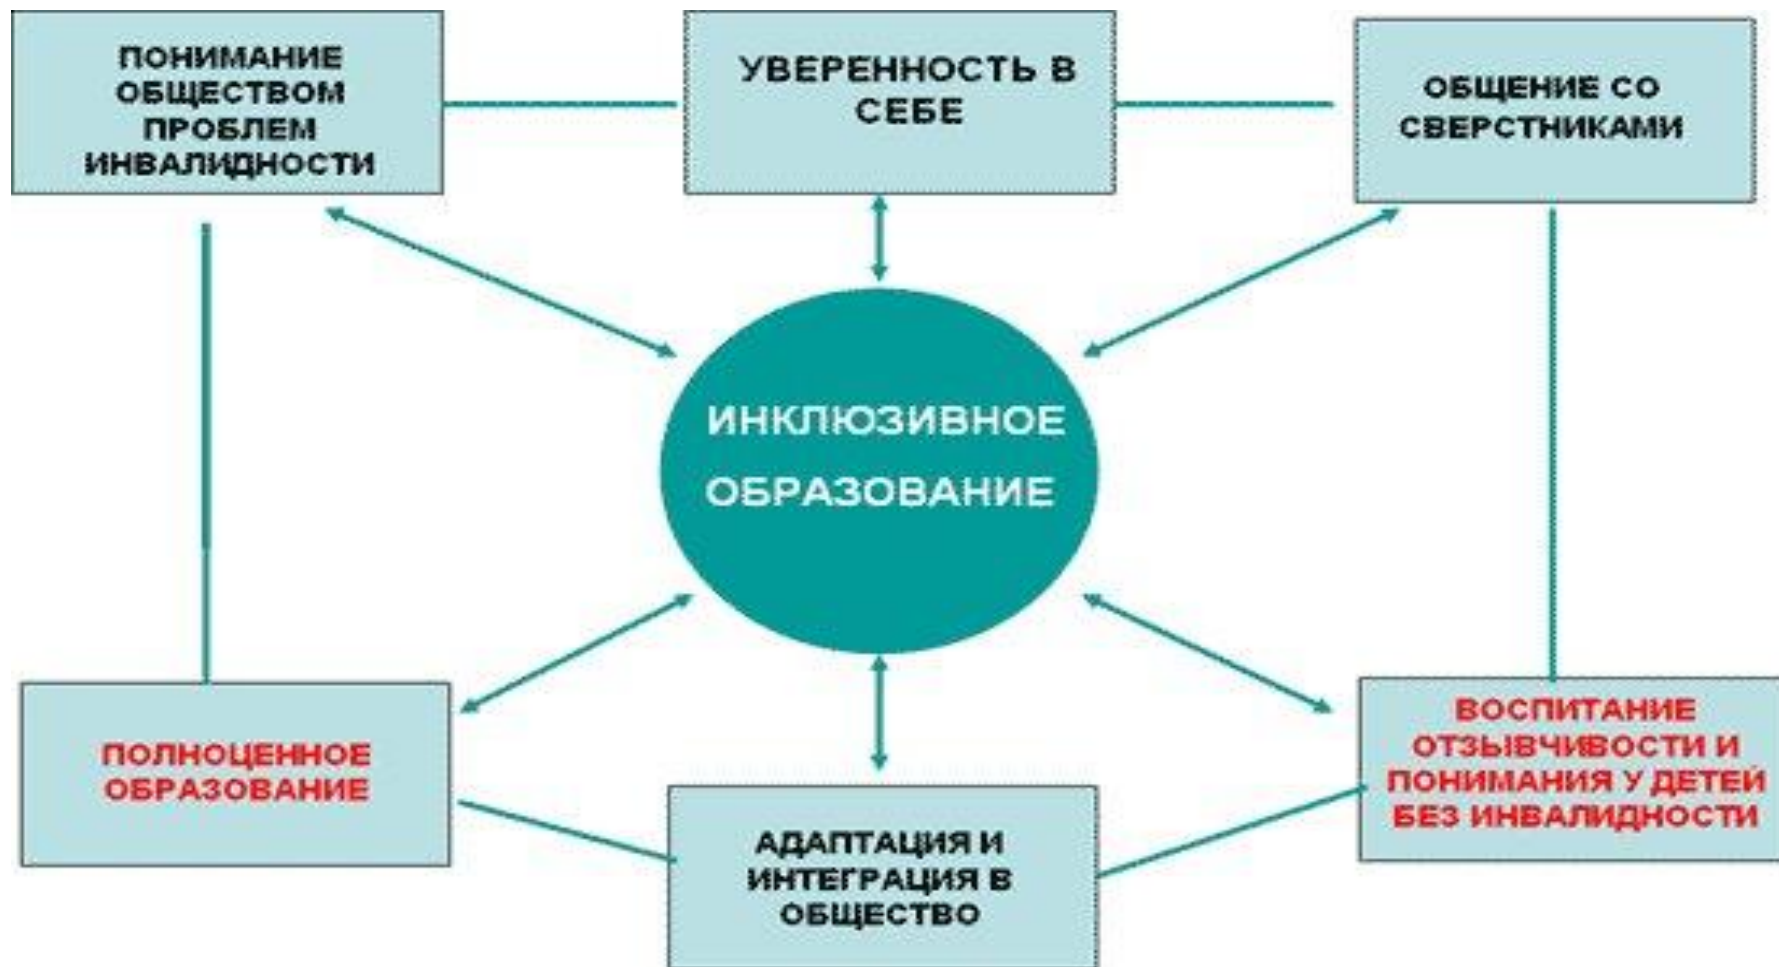 ПОНИМАНИЕ
ОБЩЕСТВОМ
ПРОБЛЕМ
ИНВАЛИДНОСТИ
УВЕРЕННОСТЬ В
СЕБЕ
ОБЩЕНИЕ СО
СВЕРСТНИКАМИ
ИНКЛЮЗИВНОЕ
ОБРАЗОВАНИЕ
ПОЛНОЦЕННОЕ
ОБРАЗОВАНИЕ
АДАПТАЦИЯ И
ИНТЕГРАЦИЯ В
ОБЩЕСТВО
ВОСПИТАНИЕ
ОТЗЫВЧИВОСТИ И
ПОНИМАНИЯ У ДЕТЕЙ
БЕЗ ИНВАЛИДНОСТИ